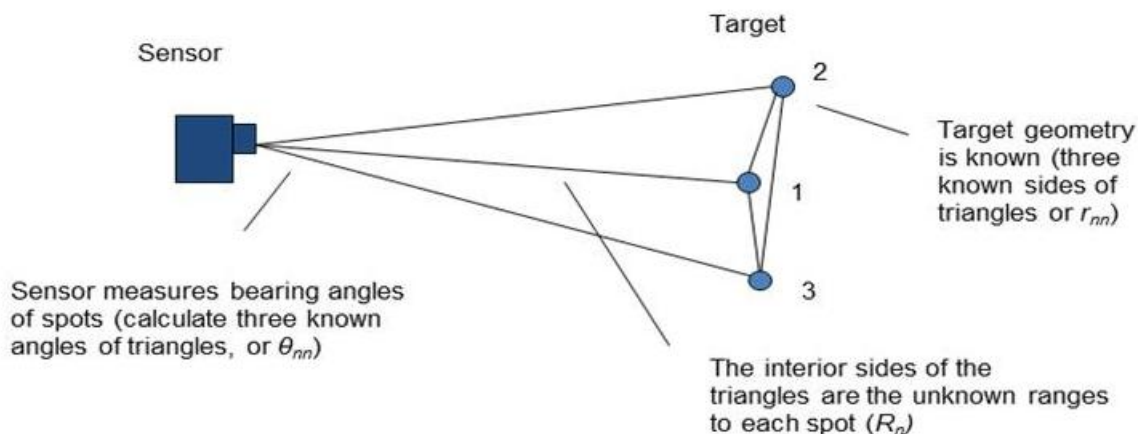 Target
Sensor
2
Target geometry
is known (three
known sides of
triangles or rnn)
1
3
Sensor measures bearing angles
of spots (calculate three known
angles of triangles, or θnn)
The interior sides of the
triangles are the unknown ranges
to each spot (Rn)